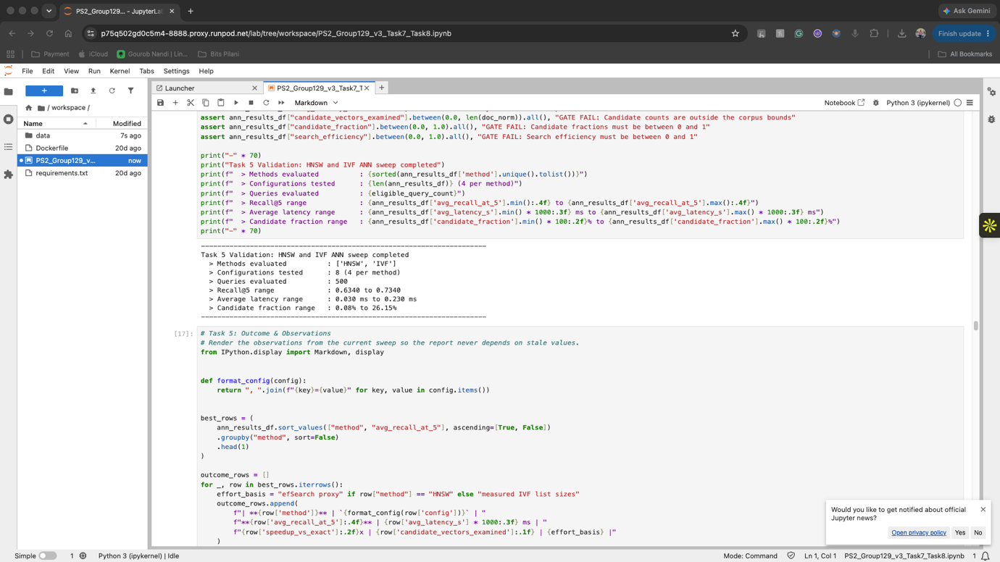 PS2_Group129... - JupyterLa
Ask Gemini
p75q502gd0c5m4-8888.proxy.runpod.net/lab/tree/workspace/PS2_Group129_v3_Task7_Task8.ipynb
Finish update
Payment
iCloud
Gourob Nandi | Lin...
Bits Pilani
All Bookmarks
File Edit View Run Kernel Tabs Settings Help
Launcher
PS2_Group129_v3_Task7_T
Markdown
Notebook
Python 3 (ipykernel)
/ workspace /
Name Modified
data 7s ago
Dockerfile 20d ago
PS2_Group129_v... now
requirements.txt 20d ago
assert ann_results_df["candidate_vectors_examined"].between(0.0, len(doc_norm)).all(), "GATE FAIL: Candidate counts are outside the corpus bounds"
assert ann_results_df["candidate_fraction"].between(0.0, 1.0).all(), "GATE FAIL: Candidate fractions must be between 0 and 1"
assert ann_results_df["search_efficiency"].between(0.0, 1.0).all(), "GATE FAIL: Search efficiency must be between 0 and 1"
print("-" * 70)
print("Task 5 Validation: HNSW and IVF ANN sweep completed")
print(f"  > Methods evaluated         : {sorted(ann_results_df['method'].unique().tolist())}")
print(f"  > Configurations tested     : {len(ann_results_df)} (4 per method)")
print(f"  > Queries evaluated         : {eligible_query_count}")
print(f"  > Recall@5 range            : {ann_results_df['avg_recall_at_5'].min():.4f} to {ann_results_df['avg_recall_at_5'].max():.4f}")
print(f"  > Average latency range     : {ann_results_df['avg_latency_s'].min() * 1000:.3f} ms to {ann_results_df['avg_latency_s'].max() * 1000:.3f} ms")
print(f"  > Candidate fraction range  : {ann_results_df['candidate_fraction'].min() * 100:.2f}% to {ann_results_df['candidate_fraction'].max() * 100:.2f}%")
print("-" * 70)
----------------------------------------------------------------------
Task 5 Validation: HNSW and IVF ANN sweep completed
  > Methods evaluated         : ['HNSW', 'IVF']
  > Configurations tested     : 8 (4 per method)
  > Queries evaluated         : 500
  > Recall@5 range            : 0.6340 to 0.7340
  > Average latency range     : 0.030 ms to 0.230 ms
  > Candidate fraction range  : 0.08% to 26.15%
----------------------------------------------------------------------
[17]:
# Task 5: Outcome & Observations
# Render the observations from the current sweep so the report never depends on stale values.
from IPython.display import Markdown, display
def format_config(config):
    return ", ".join(f"{key}={value}" for key, value in config.items())
best_rows = (
    ann_results_df.sort_values(["method", "avg_recall_at_5"], ascending=[True, False])
    .groupby("method", sort=False)
    .head(1)
)
outcome_rows = []
for _, row in best_rows.iterrows():
    effort_basis = "efSearch proxy" if row["method"] == "HNSW" else "measured IVF list sizes"
    outcome_rows.append(
        f"| **{row['method']}** | `{format_config(row['config'])}` | "
        f"**{row['avg_recall_at_5']:.4f}** | {row['avg_latency_s'] * 1000:.3f} ms | "
        f"{row['speedup_vs_exact']:.2f}x | {row['candidate_vectors_examined']:.1f} | {effort_basis} |"
    )
Would you like to get notified about official
Jupyter news?
Open privacy policy Yes No
Simple
1
Python 3 (ipykernel) | Idle
Mode: Command
Ln 1, Col 1
PS2_Group129_v3_Task7_Task8.ipynb
1